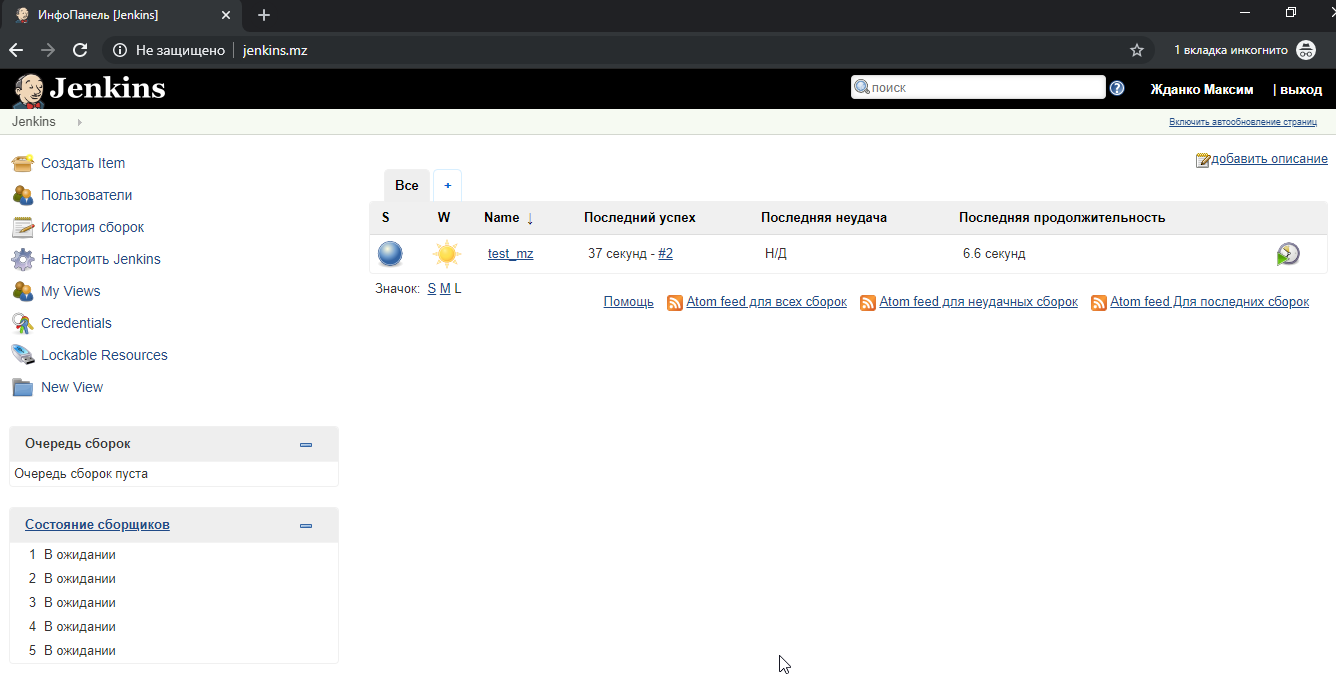 ИнфоПанель [Jenkins]
Не защищено jenkins.mz 1 вкладка инкогнито
Jenkins поиск Жданко Максим | выход
Jenkins Включить автообновление страниц
добавить описание
Создать Item
Пользователи
История сборок
Настроить Jenkins
My Views
Credentials
Lockable Resources
New View
Очередь сборок
Очередь сборок пуста
Состояние сборщиков
1 В ожидании
2 В ожидании
3 В ожидании
4 В ожидании
5 В ожидании
Все +
S W Name ↓ Последний успех Последняя неудача Последняя продолжительность
test_mz 37 секунд - #2 Н/Д 6.6 секунд
Значок: S M L
Помощь Atom feed для всех сборок Atom feed для неудачных сборок Atom feed Для последних сборок